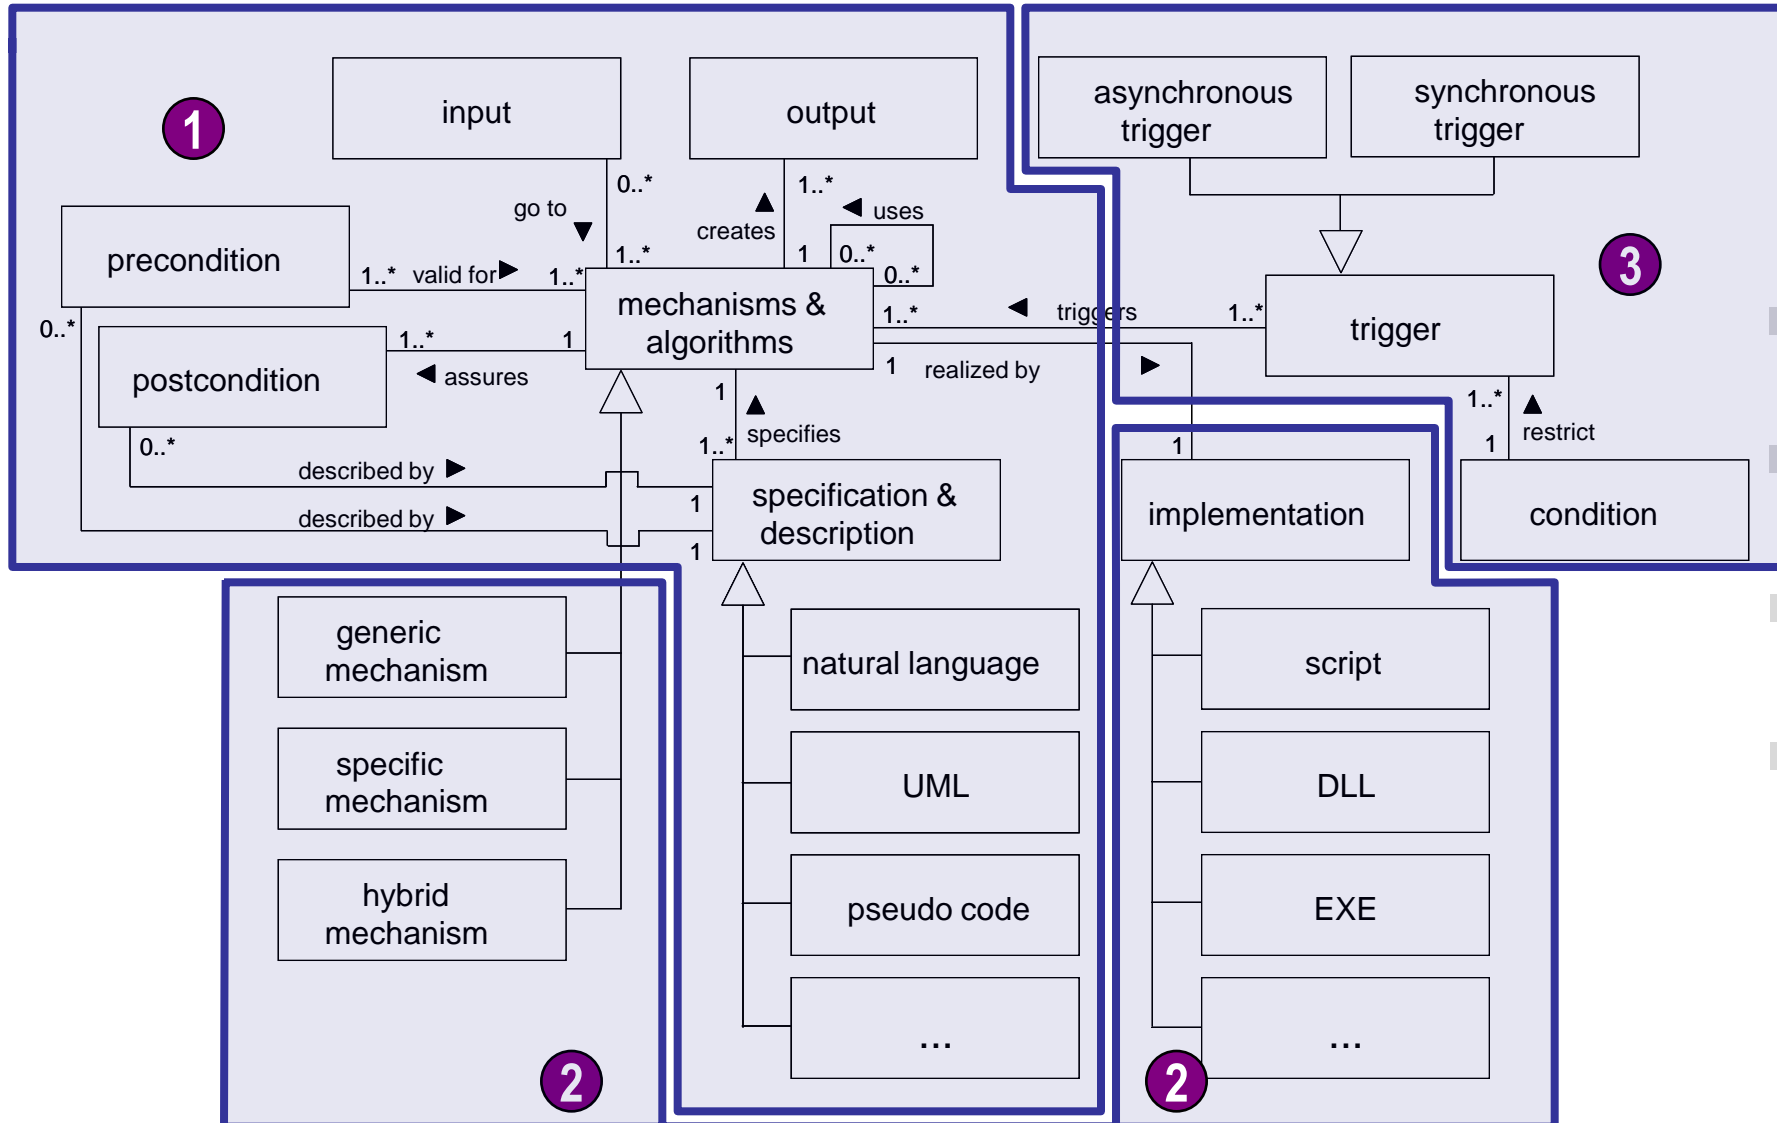 input
output
asynchronous
trigger
synchronous
trigger
1
0..*
1..*
uses
go to
creates
precondition
1..*
1
0..*
0..*
3
1..*
valid for
1..*
mechanisms &
algorithms
1..*
triggers
1..*
trigger
0..*
1..*
1
postcondition
assures
1
realized by
1
1..*
specifies
1..*
restrict
0..*
1..*
1
1
described by
1
specification &
description
implementation
condition
described by
1
generic
mechanism
natural language
script
specific
mechanism
UML
DLL
hybrid
mechanism
pseudo code
EXE
...
...
2
2